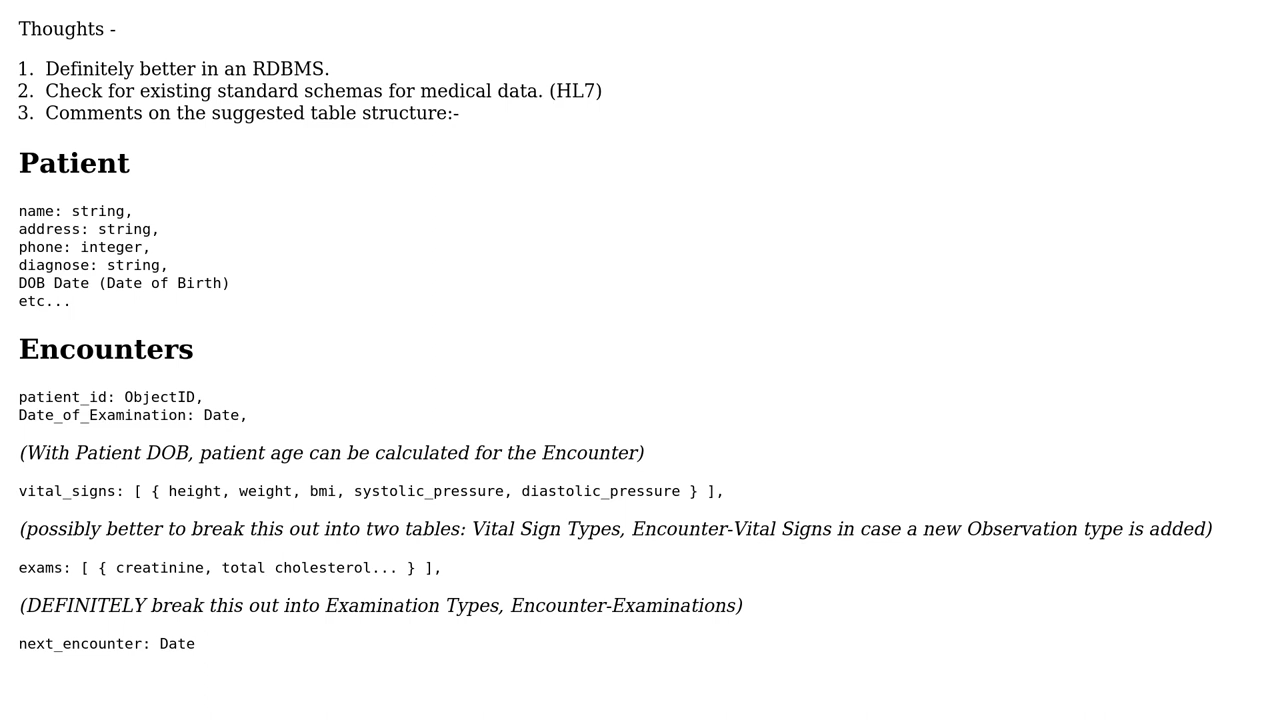 Thoughts -
1. Definitely better in an RDBMS.
2. Check for existing standard schemas for medical data. (HL7)
3. Comments on the suggested table structure:-
Patient
name: string,
address: string,
phone: integer,
diagnose: string,
DOB Date (Date of Birth)
etc...
Encounters
patient_id: ObjectID,
Date_of_Examination: Date,
(With Patient DOB, patient age can be calculated for the Encounter)
vital_signs: [ { height, weight, bmi, systolic_pressure, diastolic_pressure } ],
(possibly better to break this out into two tables: Vital Sign Types, Encounter-Vital Signs in case a new Observation type is added)
exams: [ { creatinine, total cholesterol... } ],
(DEFINITELY break this out into Examination Types, Encounter-Examinations)
next_encounter: Date